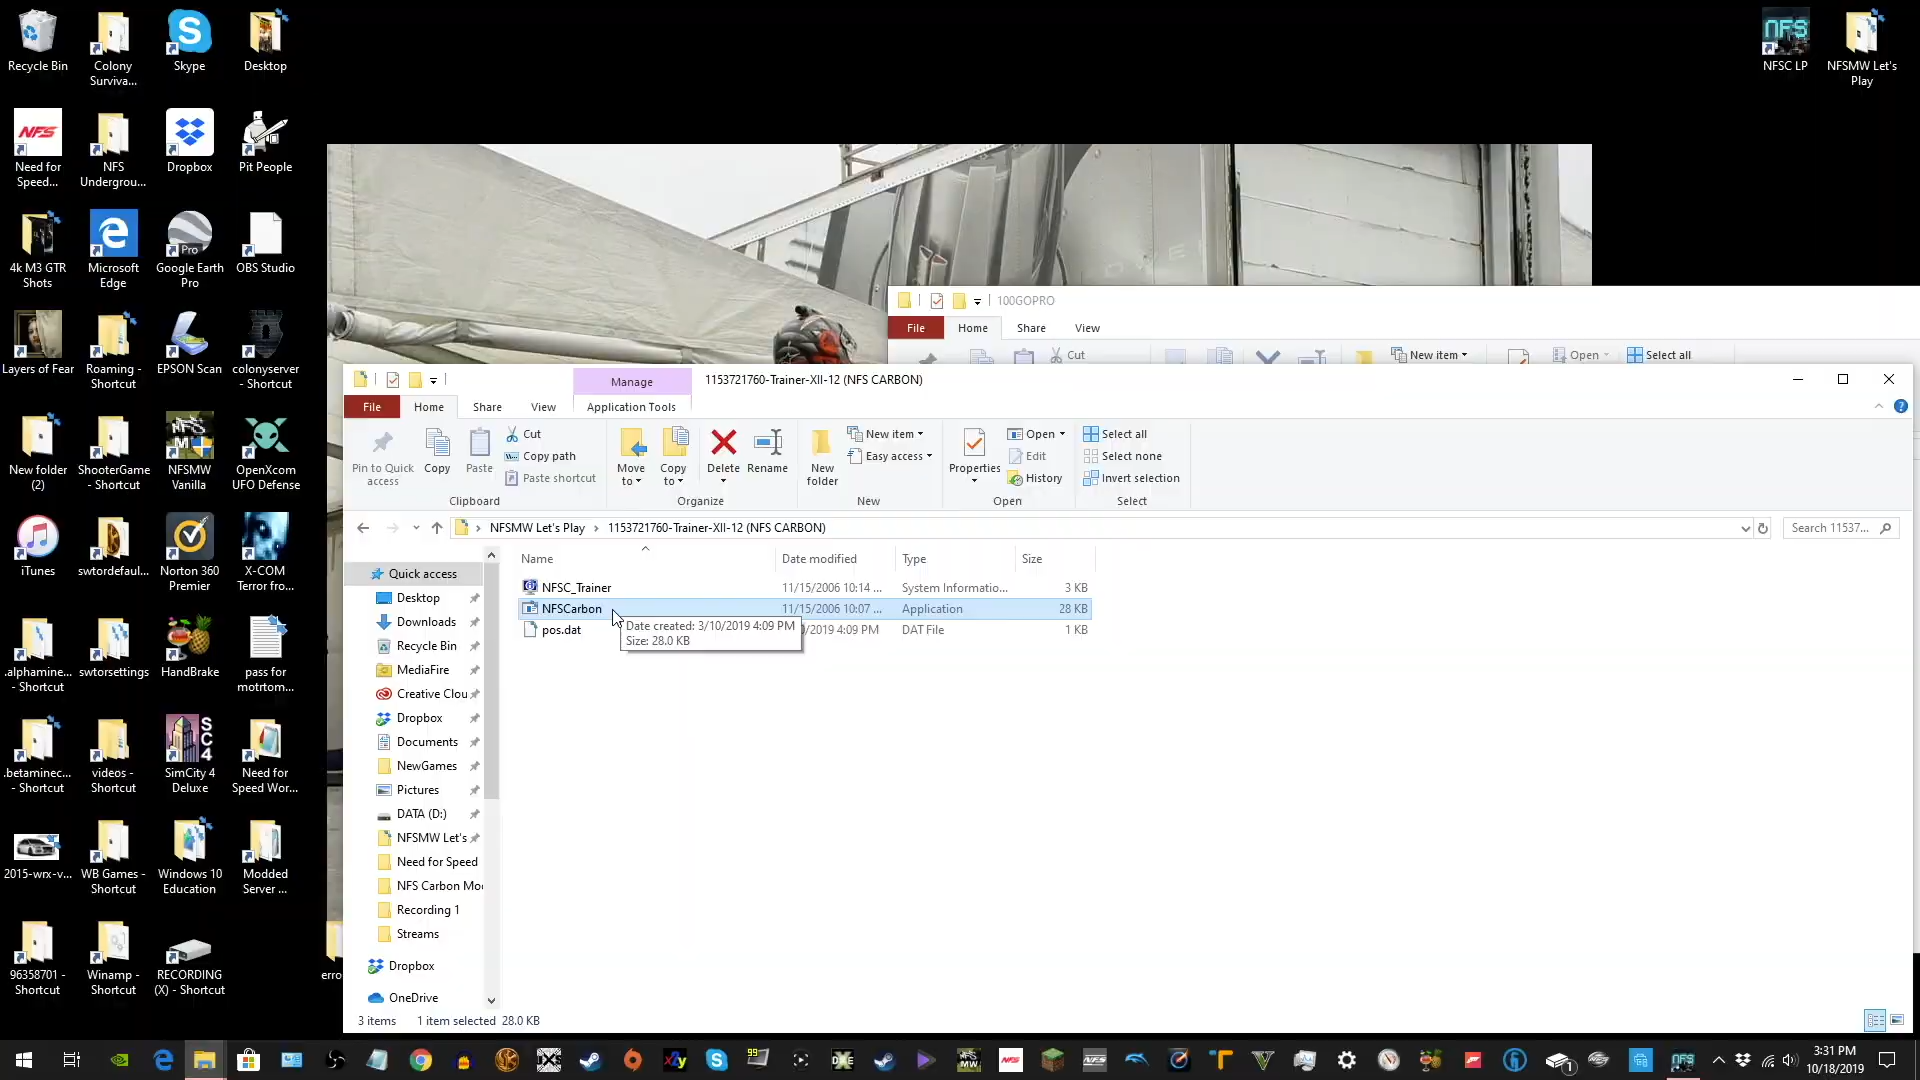 Recycle Bin
Colony
Surviva...
Skype
Desktop
NFSC LP
NFSMW Let's
Play
Need for
Speed...
NFS
Undergrou...
Dropbox
Pit People
4k M3 GTR
Shots
Microsoft
Edge
Google Earth
Pro
OBS Studio
Layers of Fear
Roaming -
Shortcut
EPSON Scan
colonyserver
- Shortcut
New folder
(2)
ShooterGame
- Shortcut
NFSMW
Vanilla
OpenXcom
UFO Defense
iTunes
swtordefaul...
Norton 360
Premier
X-COM
Terror fro...
.alphamine...
- Shortcut
swtorsettings
HandBrake
pass for
motrtom...
.betaminec...
- Shortcut
videos -
Shortcut
SimCity 4
Deluxe
Need for
Speed Wor...
2015-wrx-v...
WB Games -
Shortcut
Windows 10
Education
Modded
Server ...
96358701 -
Shortcut
Winamp -
Shortcut
RECORDING
(X) - Shortcut
erro
100GOPRO
File Home Share View
Cut New item Open Select all
Manage
1153721760-Trainer-XII-12 (NFS CARBON)
File Home Share View Application Tools
Pin to Quick
access
Copy
Paste
Cut
Copy path
Paste shortcut
Clipboard
Move
to
Copy
to
Delete
Rename
Organize
New
folder
New item
Easy access
New
Properties
Open
Edit
History
Open
Select all
Select none
Invert selection
Select
NFSMW Let's Play > 1153721760-Trainer-XII-12 (NFS CARBON)
Search 11537...
Name Date modified Type Size
NFSC_Trainer 11/15/2006 10:14 ... System Informatio... 3 KB
NFSCarbon 11/15/2006 10:07 ... Application 28 KB
pos.dat 0/2019 4:09 PM DAT File 1 KB
Date created: 3/10/2019 4:09 PM
Size: 28.0 KB
Quick access
Desktop
Downloads
Recycle Bin
MediaFire
Creative Clou
Dropbox
Documents
NewGames
Pictures
DATA (D:)
NFSMW Let's
Need for Speed
NFS Carbon Mo
Recording 1
Streams
Dropbox
OneDrive
3 items 1 item selected 28.0 KB
3:31 PM
10/18/2019